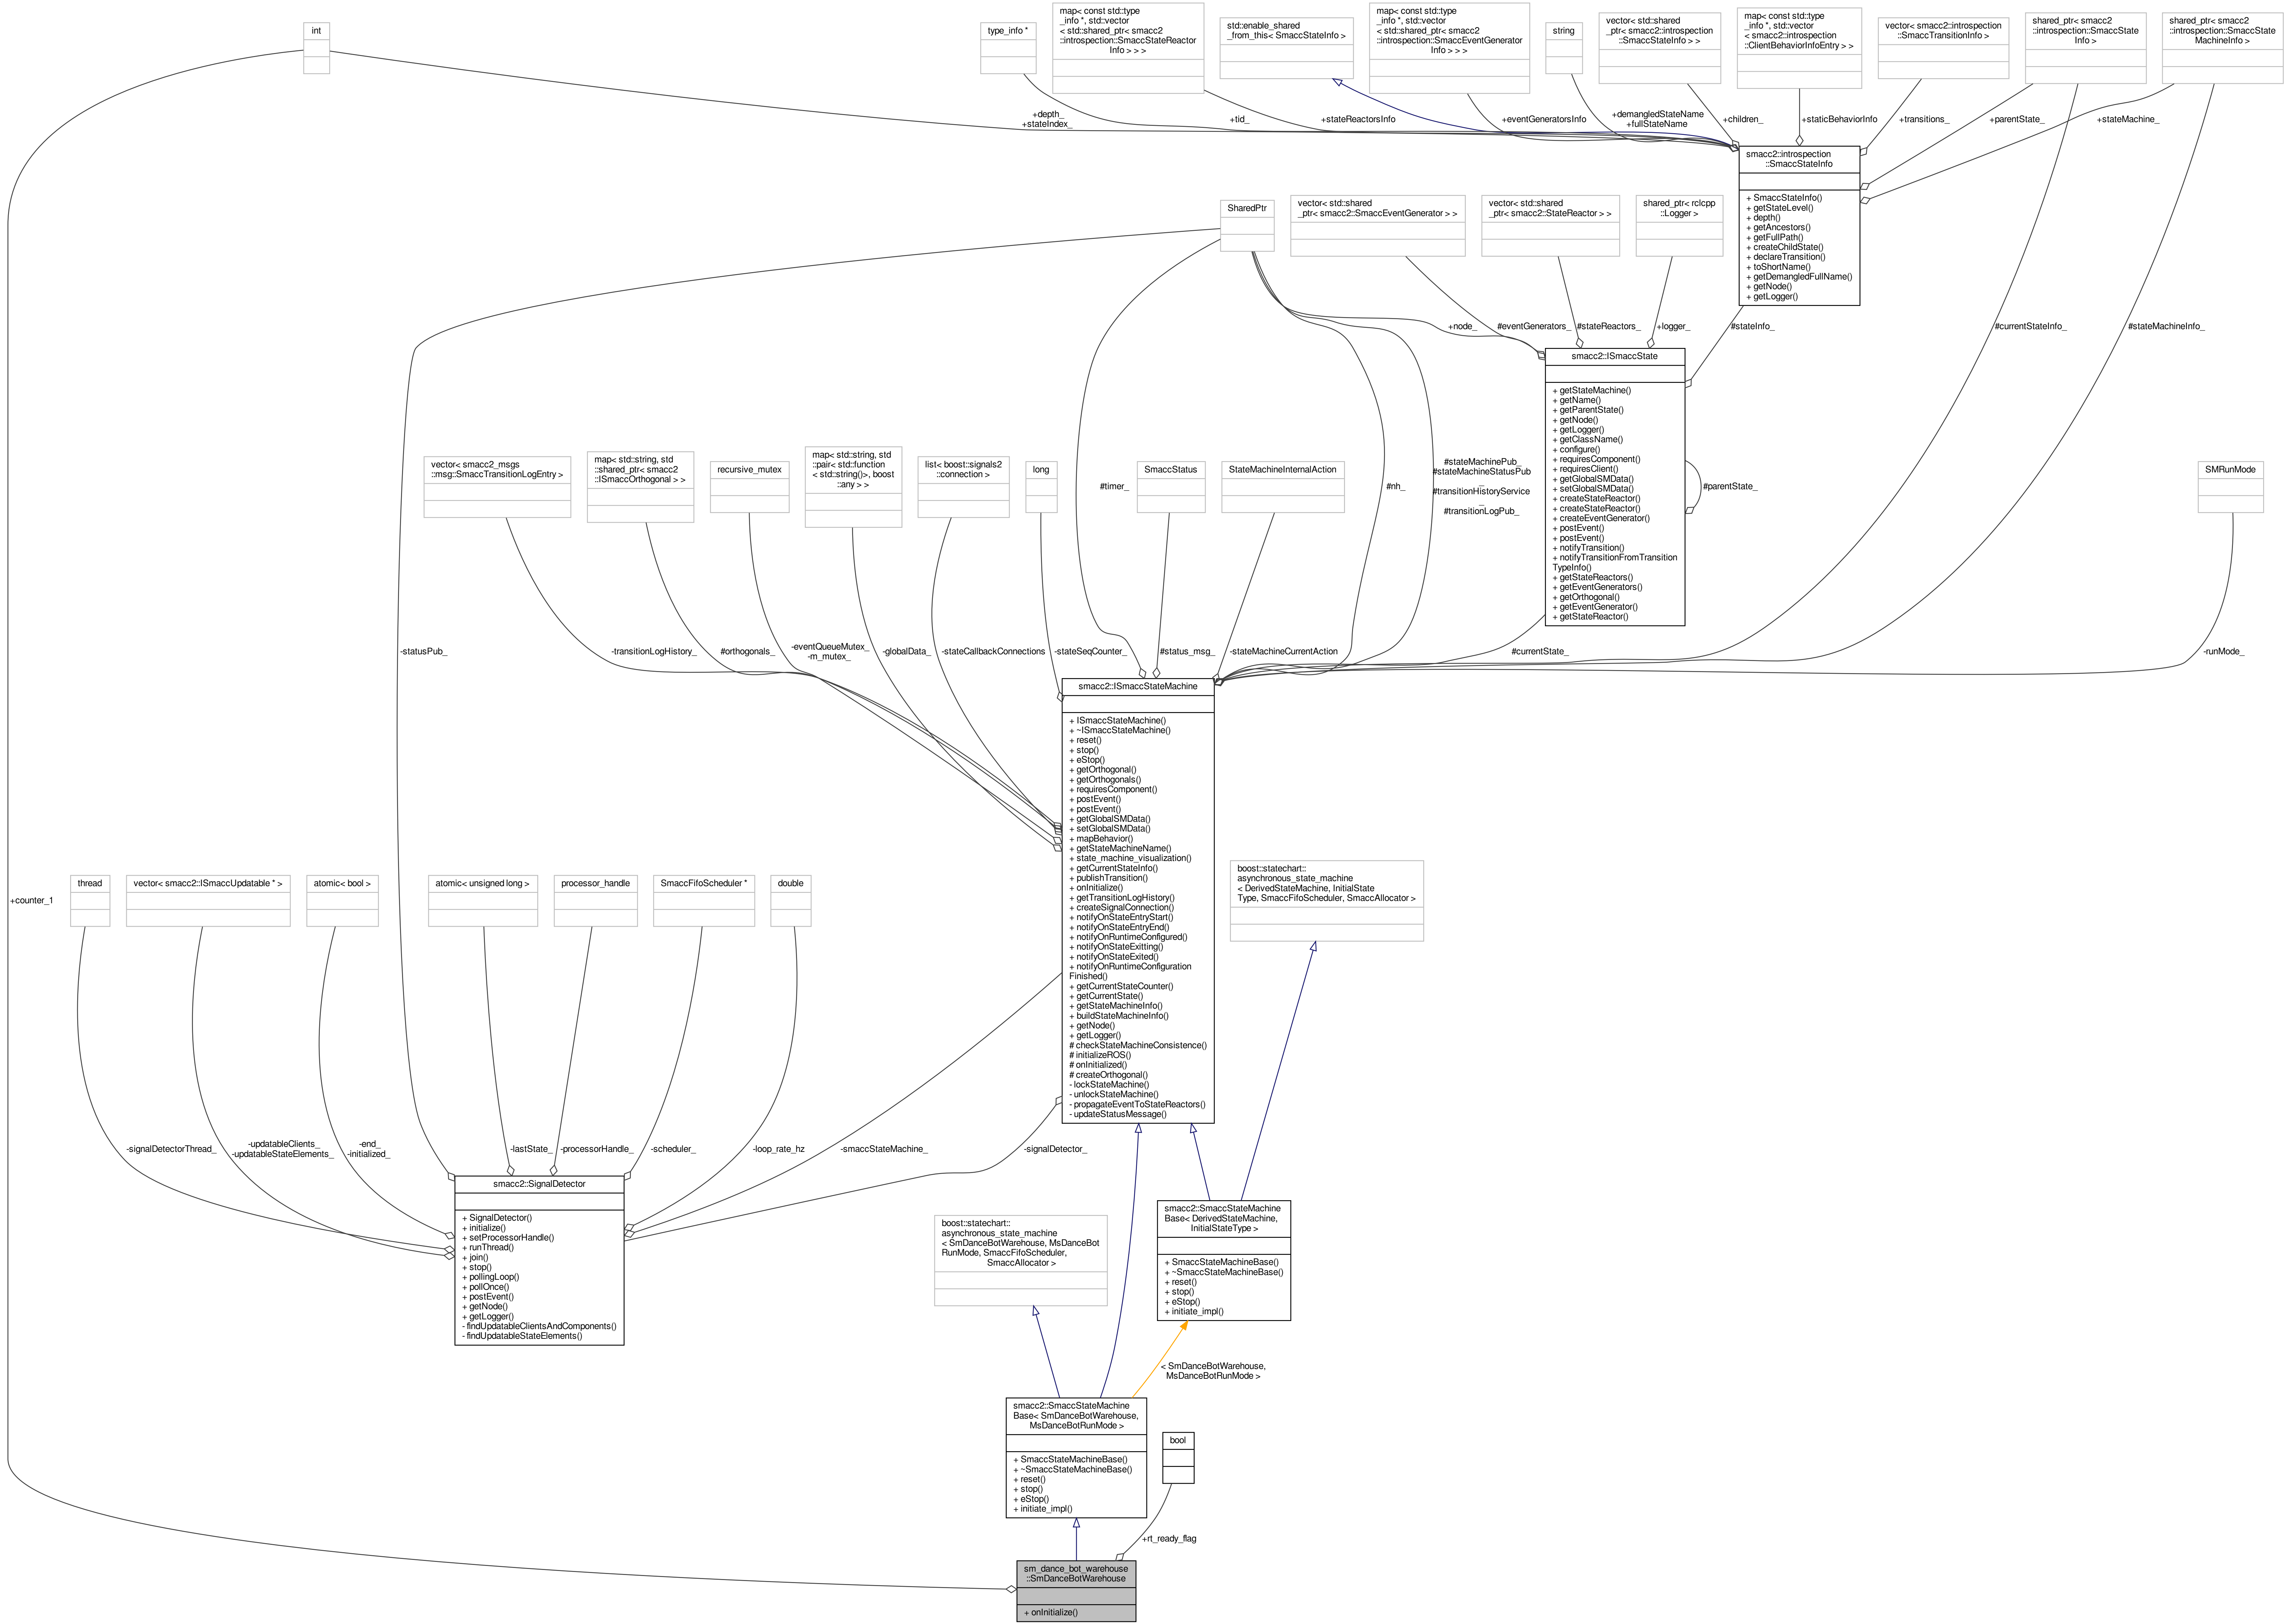 int
type_info *
map< const std::type
_info *, std::vector
< std::shared_ptr< smacc2
::introspection::SmaccStateReactor
Info > > >
std::enable_shared
_from_this< SmaccStateInfo >
map< const std::type
_info *, std::vector
< std::shared_ptr< smacc2
::introspection::SmaccEventGenerator
Info > > >
string
vector< std::shared
_ptr< smacc2::introspection
::SmaccStateInfo > >
map< const std::type
_info *, std::vector
< smacc2::introspection
::ClientBehaviorInfoEntry > >
vector< smacc2::introspection
::SmaccTransitionInfo >
shared_ptr< smacc2
::introspection::SmaccState
Info >
shared_ptr< smacc2
::introspection::SmaccState
MachineInfo >
+depth_
+stateIndex_
+tid_
+stateReactorsInfo
+eventGeneratorsInfo
+demangledStateName
+fullStateName
+children_
+staticBehaviorInfo
+transitions_
+parentState_
+stateMachine_
smacc2::introspection
::SmaccStateInfo
+ SmaccStateInfo()
+ getStateLevel()
+ depth()
+ getAncestors()
+ getFullPath()
+ createChildState()
+ declareTransition()
+ toShortName()
+ getDemangledFullName()
+ getNode()
+ getLogger()
SharedPtr
vector< std::shared
_ptr< smacc2::SmaccEventGenerator > >
vector< std::shared
_ptr< smacc2::StateReactor > >
shared_ptr< rclcpp
::Logger >
+node_
#eventGenerators_
#stateReactors_
+logger_
#stateInfo_
#currentStateInfo_
#stateMachineInfo_
smacc2::ISmaccState
+ getStateMachine()
+ getName()
+ getParentState()
+ getNode()
+ getLogger()
+ getClassName()
+ configure()
+ requiresComponent()
+ requiresClient()
+ getGlobalSMData()
+ setGlobalSMData()
+ createStateReactor()
+ createStateReactor()
+ createEventGenerator()
+ postEvent()
+ postEvent()
+ notifyTransition()
+ notifyTransitionFromTransition
TypeInfo()
+ getStateReactors()
+ getEventGenerators()
+ getOrthogonal()
+ getEventGenerator()
+ getStateReactor()
#parentState_
vector< smacc2_msgs
::msg::SmaccTransitionLogEntry >
map< std::string, std
::shared_ptr< smacc2
::ISmaccOrthogonal > >
recursive_mutex
map< std::string, std
::pair< std::function
< std::string()>, boost
::any > >
list< boost::signals2
::connection >
long
SmaccStatus
StateMachineInternalAction
SMRunMode
#timer_
#nh_
#stateMachinePub_
#stateMachineStatusPub
_
#transitionHistoryService
_
#transitionLogPub_
-statusPub_
-transitionLogHistory_
#orthogonals_
-eventQueueMutex_
-m_mutex_
-globalData_
-stateCallbackConnections
-stateSeqCounter_
#status_msg_
-stateMachineCurrentAction
#currentState_
-runMode_
smacc2::ISmaccStateMachine
+ ISmaccStateMachine()
+ ~ISmaccStateMachine()
+ reset()
+ stop()
+ eStop()
+ getOrthogonal()
+ getOrthogonals()
+ requiresComponent()
+ postEvent()
+ postEvent()
+ getGlobalSMData()
+ setGlobalSMData()
+ mapBehavior()
+ getStateMachineName()
+ state_machine_visualization()
+ getCurrentStateInfo()
+ publishTransition()
+ onInitialize()
+ getTransitionLogHistory()
+ createSignalConnection()
+ notifyOnStateEntryStart()
+ notifyOnStateEntryEnd()
+ notifyOnRuntimeConfigured()
+ notifyOnStateExitting()
+ notifyOnStateExited()
+ notifyOnRuntimeConfiguration
Finished()
+ getCurrentStateCounter()
+ getCurrentState()
+ getStateMachineInfo()
+ buildStateMachineInfo()
+ getNode()
+ getLogger()
# checkStateMachineConsistence()
# initializeROS()
# onInitialized()
# createOrthogonal()
- lockStateMachine()
- unlockStateMachine()
- propagateEventToStateReactors()
- updateStatusMessage()
+counter_1
thread
vector< smacc2::ISmaccUpdatable * >
atomic< bool >
atomic< unsigned long >
processor_handle
SmaccFifoScheduler *
double
boost::statechart::
asynchronous_state_machine
< DerivedStateMachine, InitialState
Type, SmaccFifoScheduler, SmaccAllocator >
-signalDetectorThread_
-updatableClients_
-updatableStateElements_
-end_
-initialized_
-lastState_
-processorHandle_
-scheduler_
-loop_rate_hz
-smaccStateMachine_
-signalDetector_
smacc2::SignalDetector
+ SignalDetector()
+ initialize()
+ setProcessorHandle()
+ runThread()
+ join()
+ stop()
+ pollingLoop()
+ pollOnce()
+ postEvent()
+ getNode()
+ getLogger()
- findUpdatableClientsAndComponents()
- findUpdatableStateElements()
boost::statechart::
asynchronous_state_machine
< SmDanceBotWarehouse, MsDanceBot
RunMode, SmaccFifoScheduler,
SmaccAllocator >
smacc2::SmaccStateMachine
Base< DerivedStateMachine,
InitialStateType >
+ SmaccStateMachineBase()
+ ~SmaccStateMachineBase()
+ reset()
+ stop()
+ eStop()
+ initiate_impl()
< SmDanceBotWarehouse,
MsDanceBotRunMode >
smacc2::SmaccStateMachine
Base< SmDanceBotWarehouse,
MsDanceBotRunMode >
+ SmaccStateMachineBase()
+ ~SmaccStateMachineBase()
+ reset()
+ stop()
+ eStop()
+ initiate_impl()
bool
+rt_ready_flag
sm_dance_bot_warehouse
::SmDanceBotWarehouse
+ onInitialize()